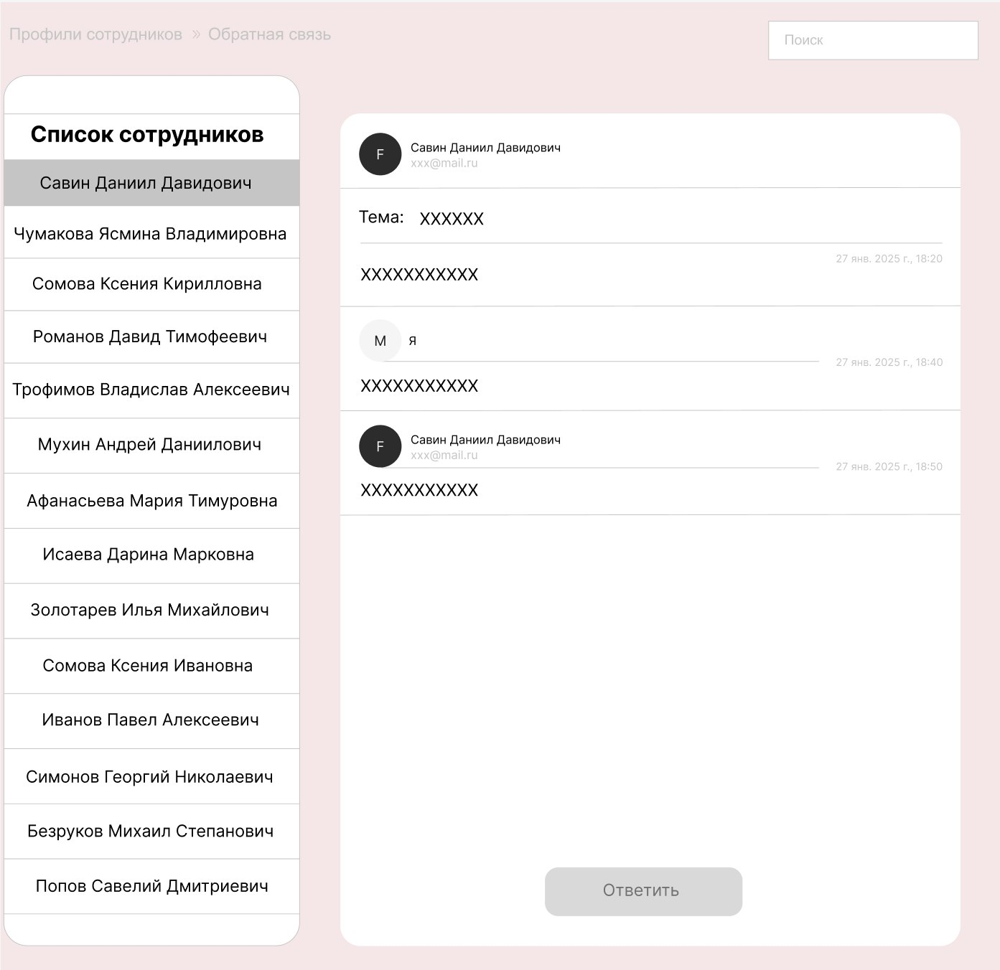 Профили сотрудников » Обратная связь
Поиск
Список сотрудников
Савин Даниил Давидович
Чумакова Ясмина Владимировна
Сомова Ксения Кирилловна
Романов Давид Тимофеевич
Трофимов Владислав Алексеевич
Мухин Андрей Даниилович
Афанасьева Мария Тимуровна
Исаева Дарина Марковна
Золотарев Илья Михайлович
Сомова Ксения Ивановна
Иванов Павел Алексеевич
Симонов Георгий Николаевич
Безруков Михаил Степанович
Попов Савелий Дмитриевич
F
Савин Даниил Давидович
xxx@mail.ru
Тема: XXXXXX
27 янв. 2025 г., 18:20
XXXXXXXXXXX
M я
27 янв. 2025 г., 18:40
XXXXXXXXXXX
F
Савин Даниил Давидович
xxx@mail.ru
27 янв. 2025 г., 18:50
XXXXXXXXXXX
Ответить